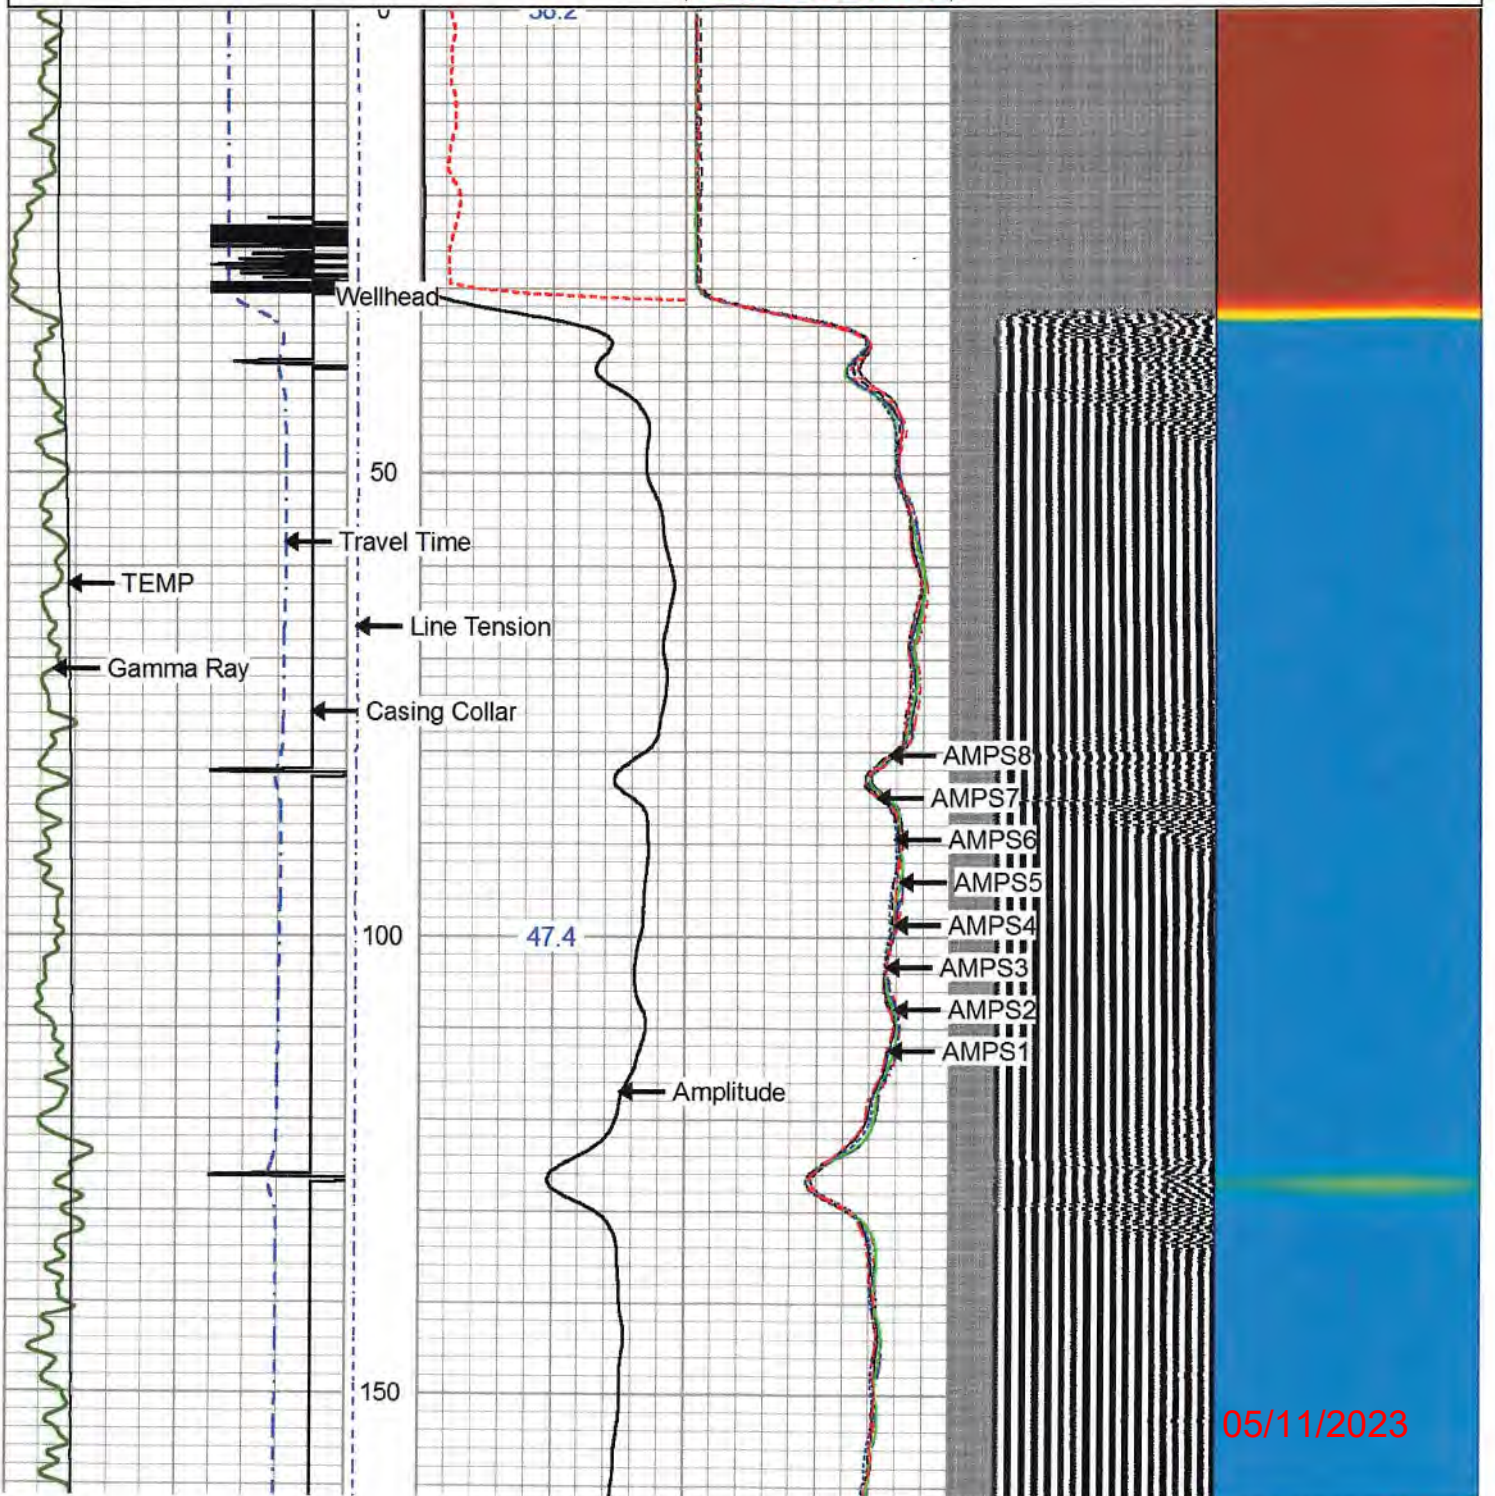 Wellhead
50
Travel Time
TEMP
Line Tension
Gamma Ray
Casing Collar
AMPS8
AMPS7
AMPS6
AMPS5
100
47.4
AMPS4
AMPS3
AMPS2
AMPS1
Amplitude
150
05/11/2023